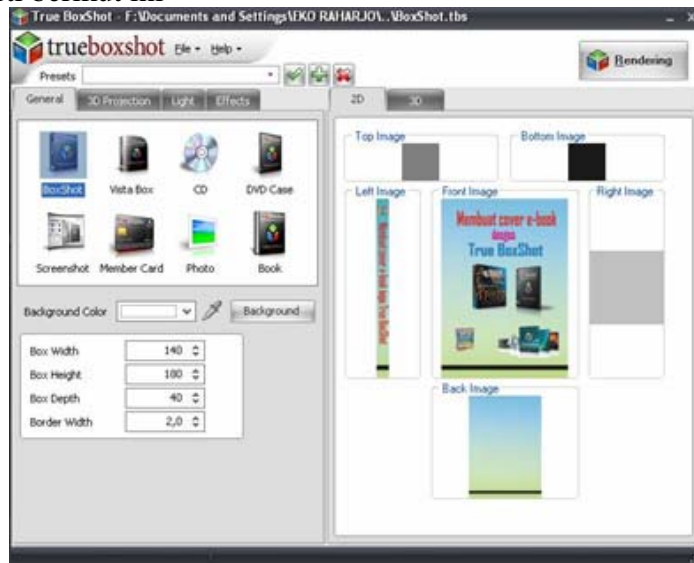 True BoxShot - F:\Documents and Settings\EKO RAHARJO\..\BoxShot.tbs
trueboxshot File Help
Presets
Rendering
General 3D Projection Light Effects
2D 3D
BoxShot Vista Box CD DVD Case
Screenshot Member Card Photo Book
Background Color Background
Box Width 140
Box Height 180
Box Depth 40
Border Width 2,0
Top Image Bottom Image
Left Image Front Image Right Image
Membuat cover e-book
dengan
True BoxShot
Back Image